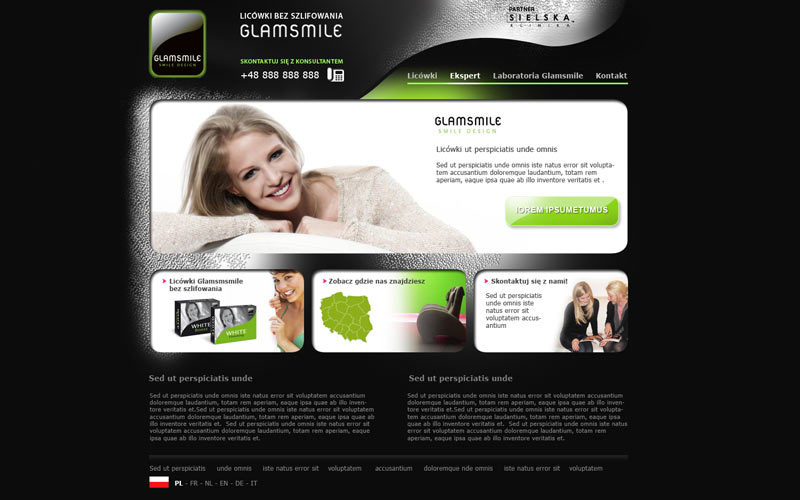 GLAMSMILE
SMILE DESIGN
LICÓWKI BEZ SZLIFOWANIA
GLAMSMILE
SKONTAKTUJ SIĘ Z KONSULTANTEM
+48 888 888 888
PARTNER
SIELSKA
KLINIKA
Licówki Ekspert Laboratoria Glamsmile Kontakt
GLAMSMILE
SMILE DESIGN
Licówki ut perspiciatis unde omnis
Sed ut perspiciatis unde omnis iste natus error sit volupta-
tem accusantium doloremque laudantium, totam rem
aperiam, eaque ipsa quae ab illo inventore veritatis et .
lOREM IPSUMETUMUS
Licówki Glamsmsmile
bez szlifowania
WHITE
WHITE
Zobacz gdzie nas znajdziesz
Skontaktuj się z nami!
Sed ut perspiciatis
unde omnis iste
natus error sit
voluptatem accus-
antium
Sed ut perspiciatis unde
Sed ut perspiciatis unde omnis iste natus error sit voluptatem accusantium
doloremque laudantium, totam rem aperiam, eaque ipsa quae ab illo inven-
tore veritatis et.Sed ut perspiciatis unde omnis iste natus error sit voluptatem
accusantium doloremque laudantium, totam rem aperiam, eaque ipsa quae ab
illo inventore veritatis et. Sed ut perspiciatis unde omnis iste natus error sit
voluptatem accusantium doloremque laudantium, totam rem aperiam, eaque
ipsa quae ab illo inventore veritatis et.
Sed ut perspiciatis unde
Sed ut perspiciatis unde omnis iste natus error sit voluptatem accusantium
doloremque laudantium, totam rem aperiam, eaque ipsa quae ab illo
inventore veritatis et.Sed ut perspiciatis unde omnis iste natus error sit volupta-
tem accusantium doloremque laudantium, totam rem aperiam, eaque ipsa
quae ab illo inventore veritatis et. Sed ut perspiciatis unde omnis iste natus
error sit voluptatem accusantium doloremque laudantium, totam rem
aperiam, eaque ipsa quae ab illo inventore veritatis et.
Sed ut perspiciatis unde omnis iste natus error sit voluptatem accusantium doloremque nde omnis iste natus error sit voluptatem
PL - FR - NL - EN - DE - IT